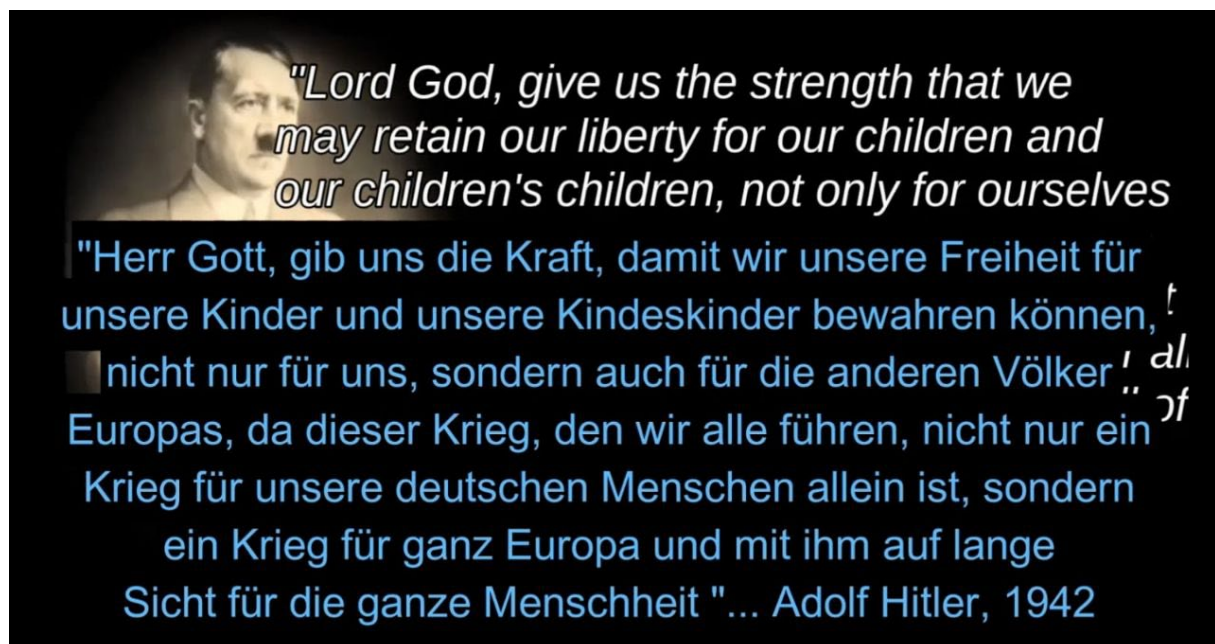 "Lord God, give us the strength that we
may retain our liberty for our children and
our children's children, not only for ourselves
"Herr Gott, gib uns die Kraft, damit wir unsere Freiheit für
unsere Kinder und unsere Kindeskinder bewahren können,
nicht nur für uns, sondern auch für die anderen Völker
Europas, da dieser Krieg, den wir alle führen, nicht nur ein
Krieg für unsere deutschen Menschen allein ist, sondern
ein Krieg für ganz Europa und mit ihm auf lange
Sicht für die ganze Menschheit "... Adolf Hitler, 1942